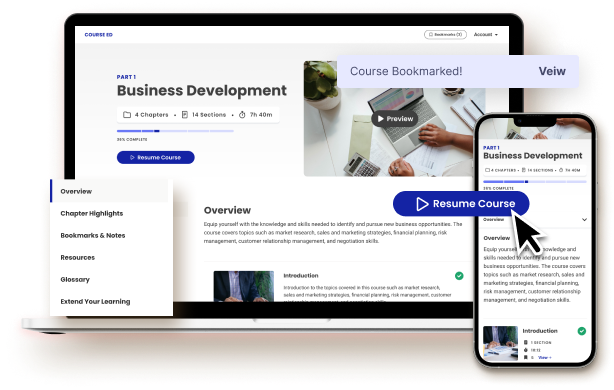 COURSE ED
Bookmarks (3) Account
Course Bookmarked! Veiw
PART 1
Business Development
4 Chapters • 14 Sections • 7h 40m
36% COMPLETE
Resume Course
Preview
Overview
Chapter Highlights
Bookmarks & Notes
Resources
Glossary
Extend Your Learning
Overview
Equip yourself with the knowledge and skills needed to identify and pursue new business opportunities. The
course covers topics such as market research, sales and marketing strategies, financial planning, risk
management, customer relationship management, and negotiation skills.
Introduction
Introduction to the topics covered in this course such as market research,
sales and marketing strategies, financial planning, risk management, customer
PART 1
Business Development
4 CHAPTERS • 14 SECTIONS • 7H 40M
36% COMPLETE
Resume Course
Overview
Overview
Equip yourself with knowledge and
skills needed to identify and pursue new
business opportunities. The course covers
topics such as market research, sales and
marketing strategies, financial planning,
risk management, customer relationship
management, and negotiation skills.
Introduction
1 SECTION
10:12
View